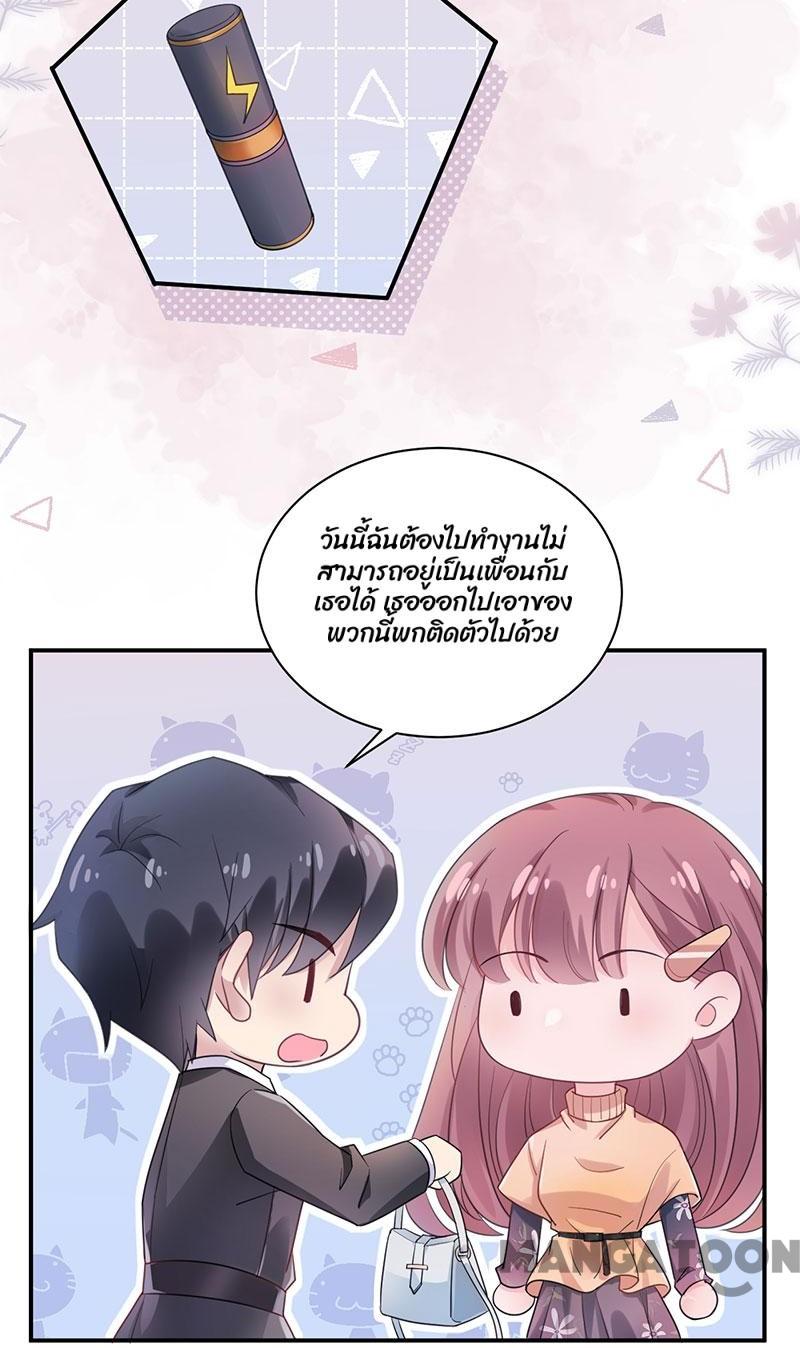 วันนี้ฉันต้องไปทำงานไม่
สามารถอยู่เป็นเพื่อนกับ
เธอได้ เธอออกไปเอาของ
พวกนี้พกติดตัวไปด้วย
MANGATOON